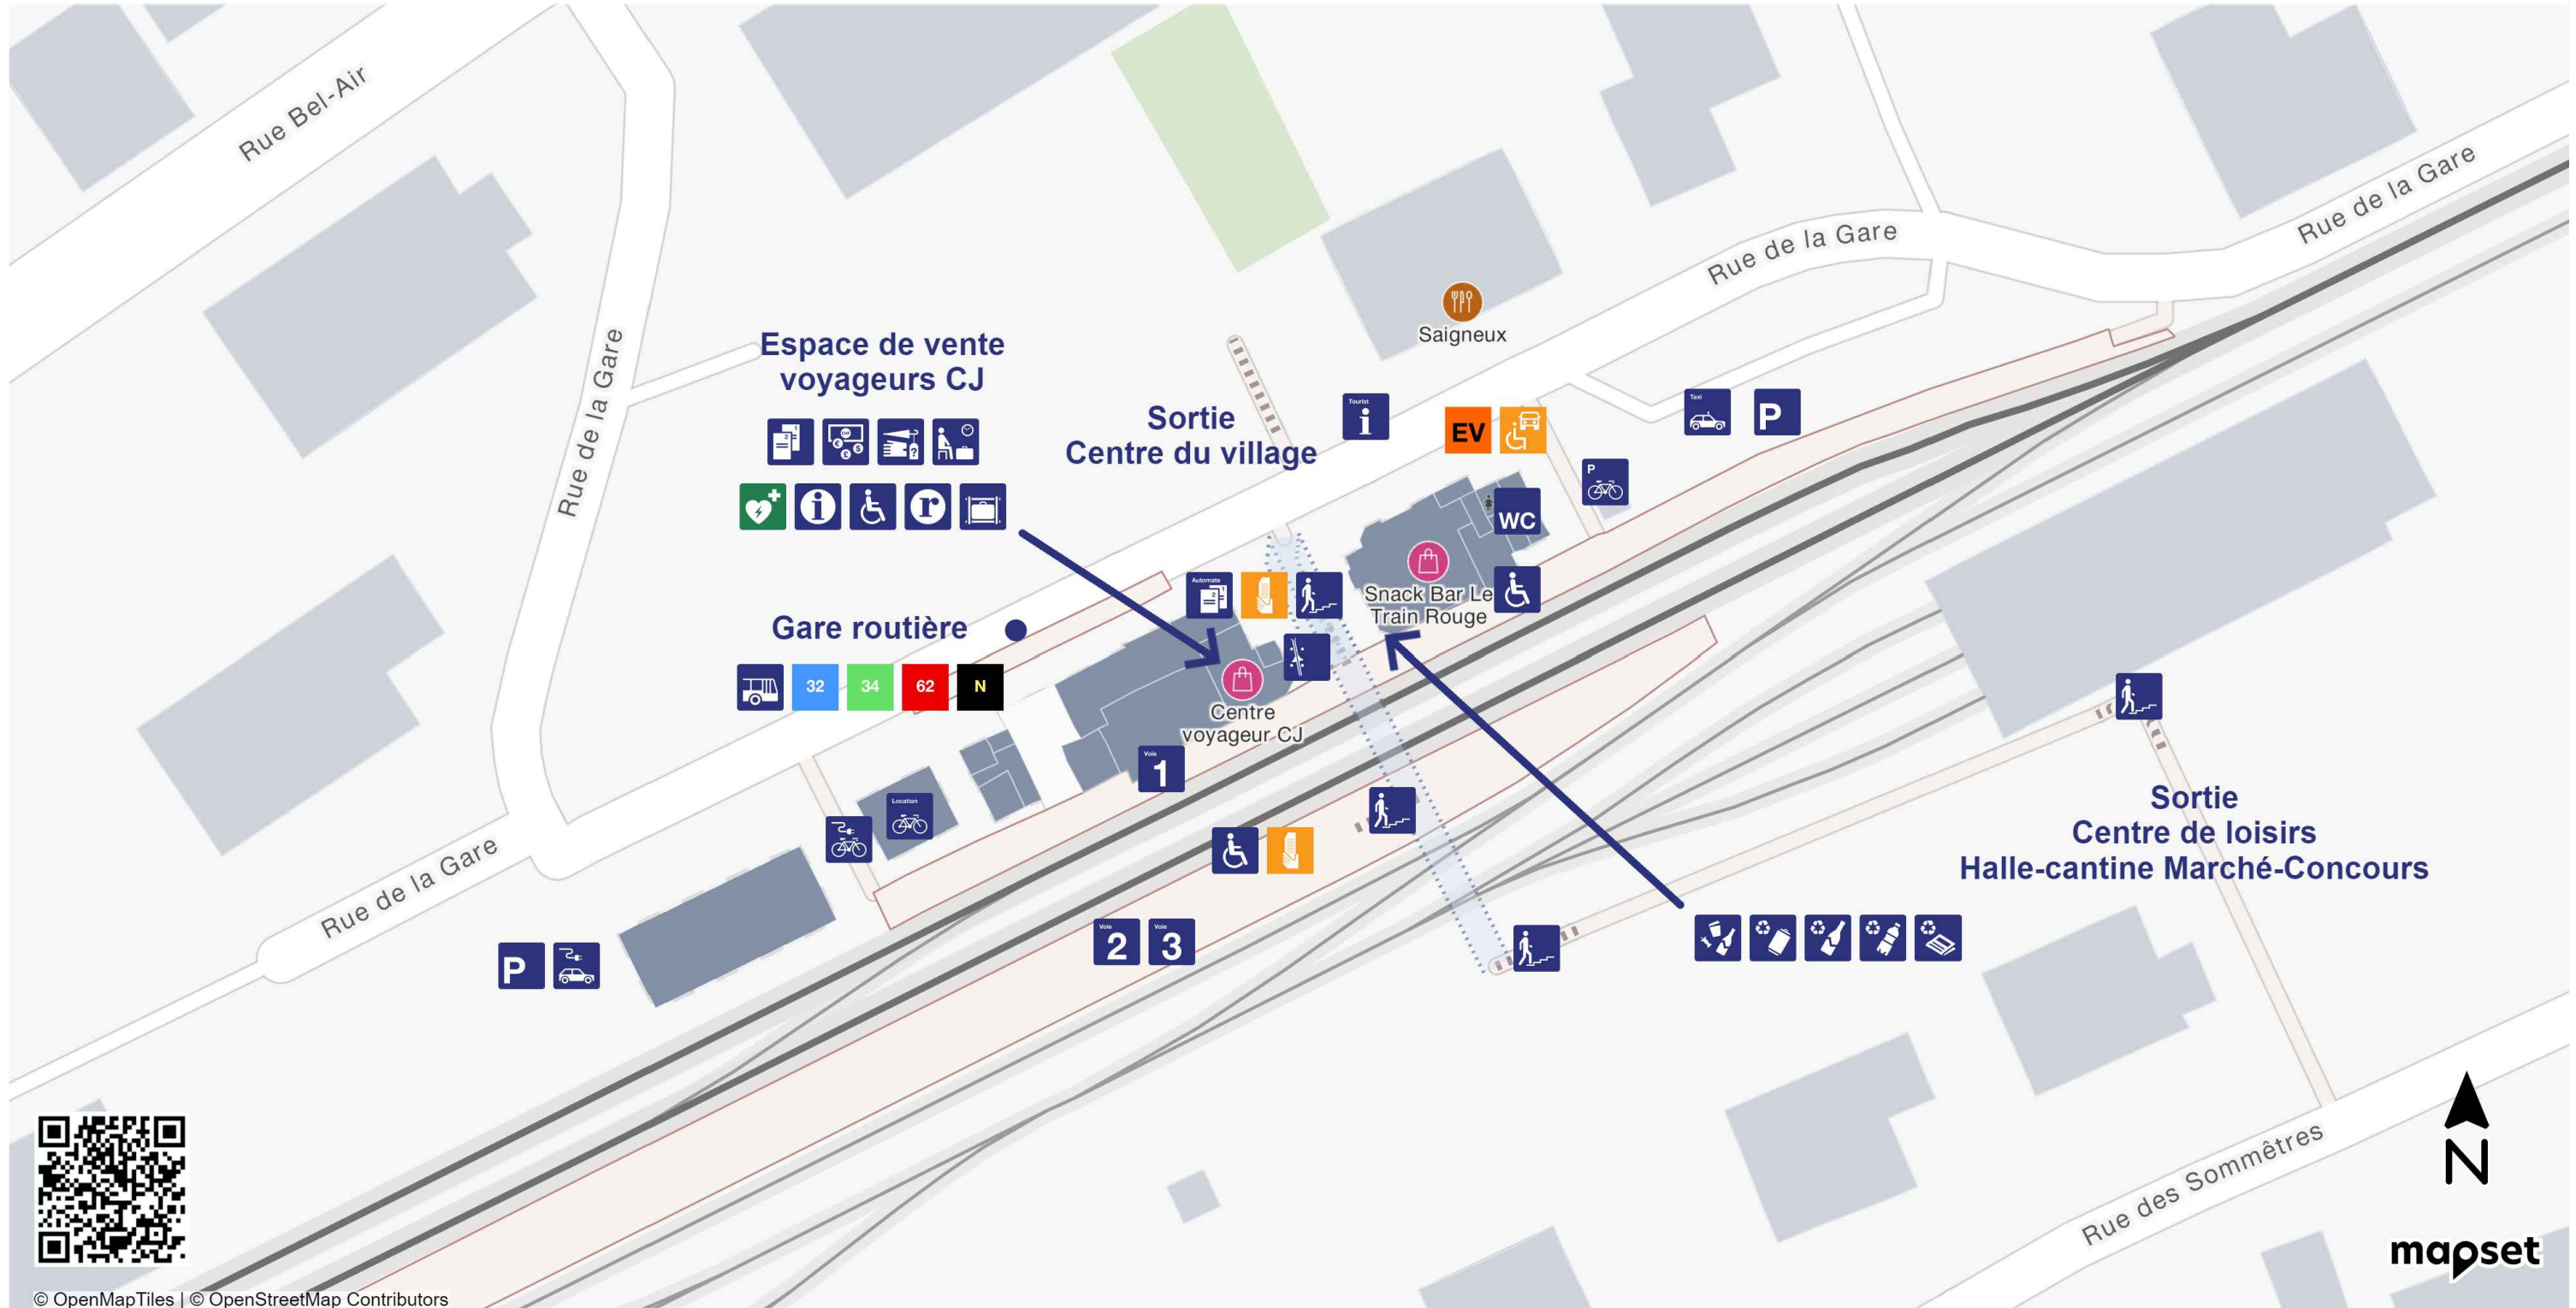 Rue Bel-Air
Rue de la Gare
Rue de la Gare
Rue de la Gare
Rue de la Gare
Saigneux
Espace de vente
voyageurs CJ
Sortie
Centre du village
Tourist
i
EV
Taxi
P
P
WC
i
r
Automate
Snack Bar Le
Train Rouge
Gare routière
32
34
62
N
Centre
voyageur CJ
Voie
1
Location
Voie
2
Voie
3
P
Sortie
Centre de loisirs
Halle-cantine Marché-Concours
Rue des Sommêtres
N
mapset
© OpenMapTiles | © OpenStreetMap Contributors